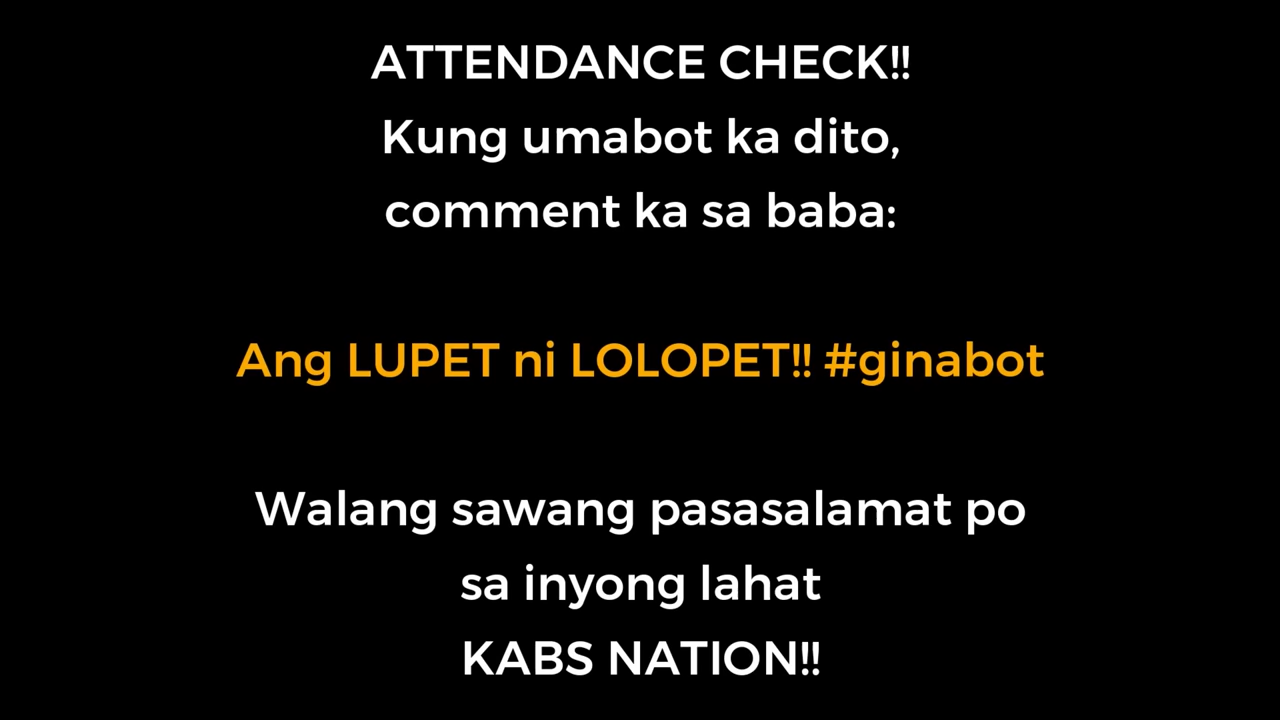 ATTENDANCE CHECK!!
Kung umabot ka dito,
comment ka sa baba:
Ang LUPET ni LOLOPET!! #ginabot
Walang sawang pasasalamat po
sa inyong lahat
KABS NATION!!